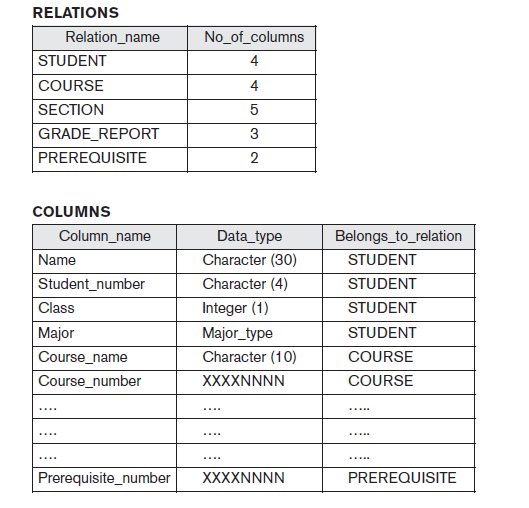 RELATIONS
Relation_name No_of_columns
STUDENT 4
COURSE 4
SECTION 5
GRADE_REPORT 3
PREREQUISITE 2
COLUMNS
Column_name Data_type Belongs_to_relation
Name Character (30) STUDENT
Student_number Character (4) STUDENT
Class Integer (1) STUDENT
Major Major_type STUDENT
Course_name Character (10) COURSE
Course_number XXXXNNNN COURSE
.... .... .....
.... .... .....
.... .... .....
Prerequisite_number XXXXNNNN PREREQUISITE